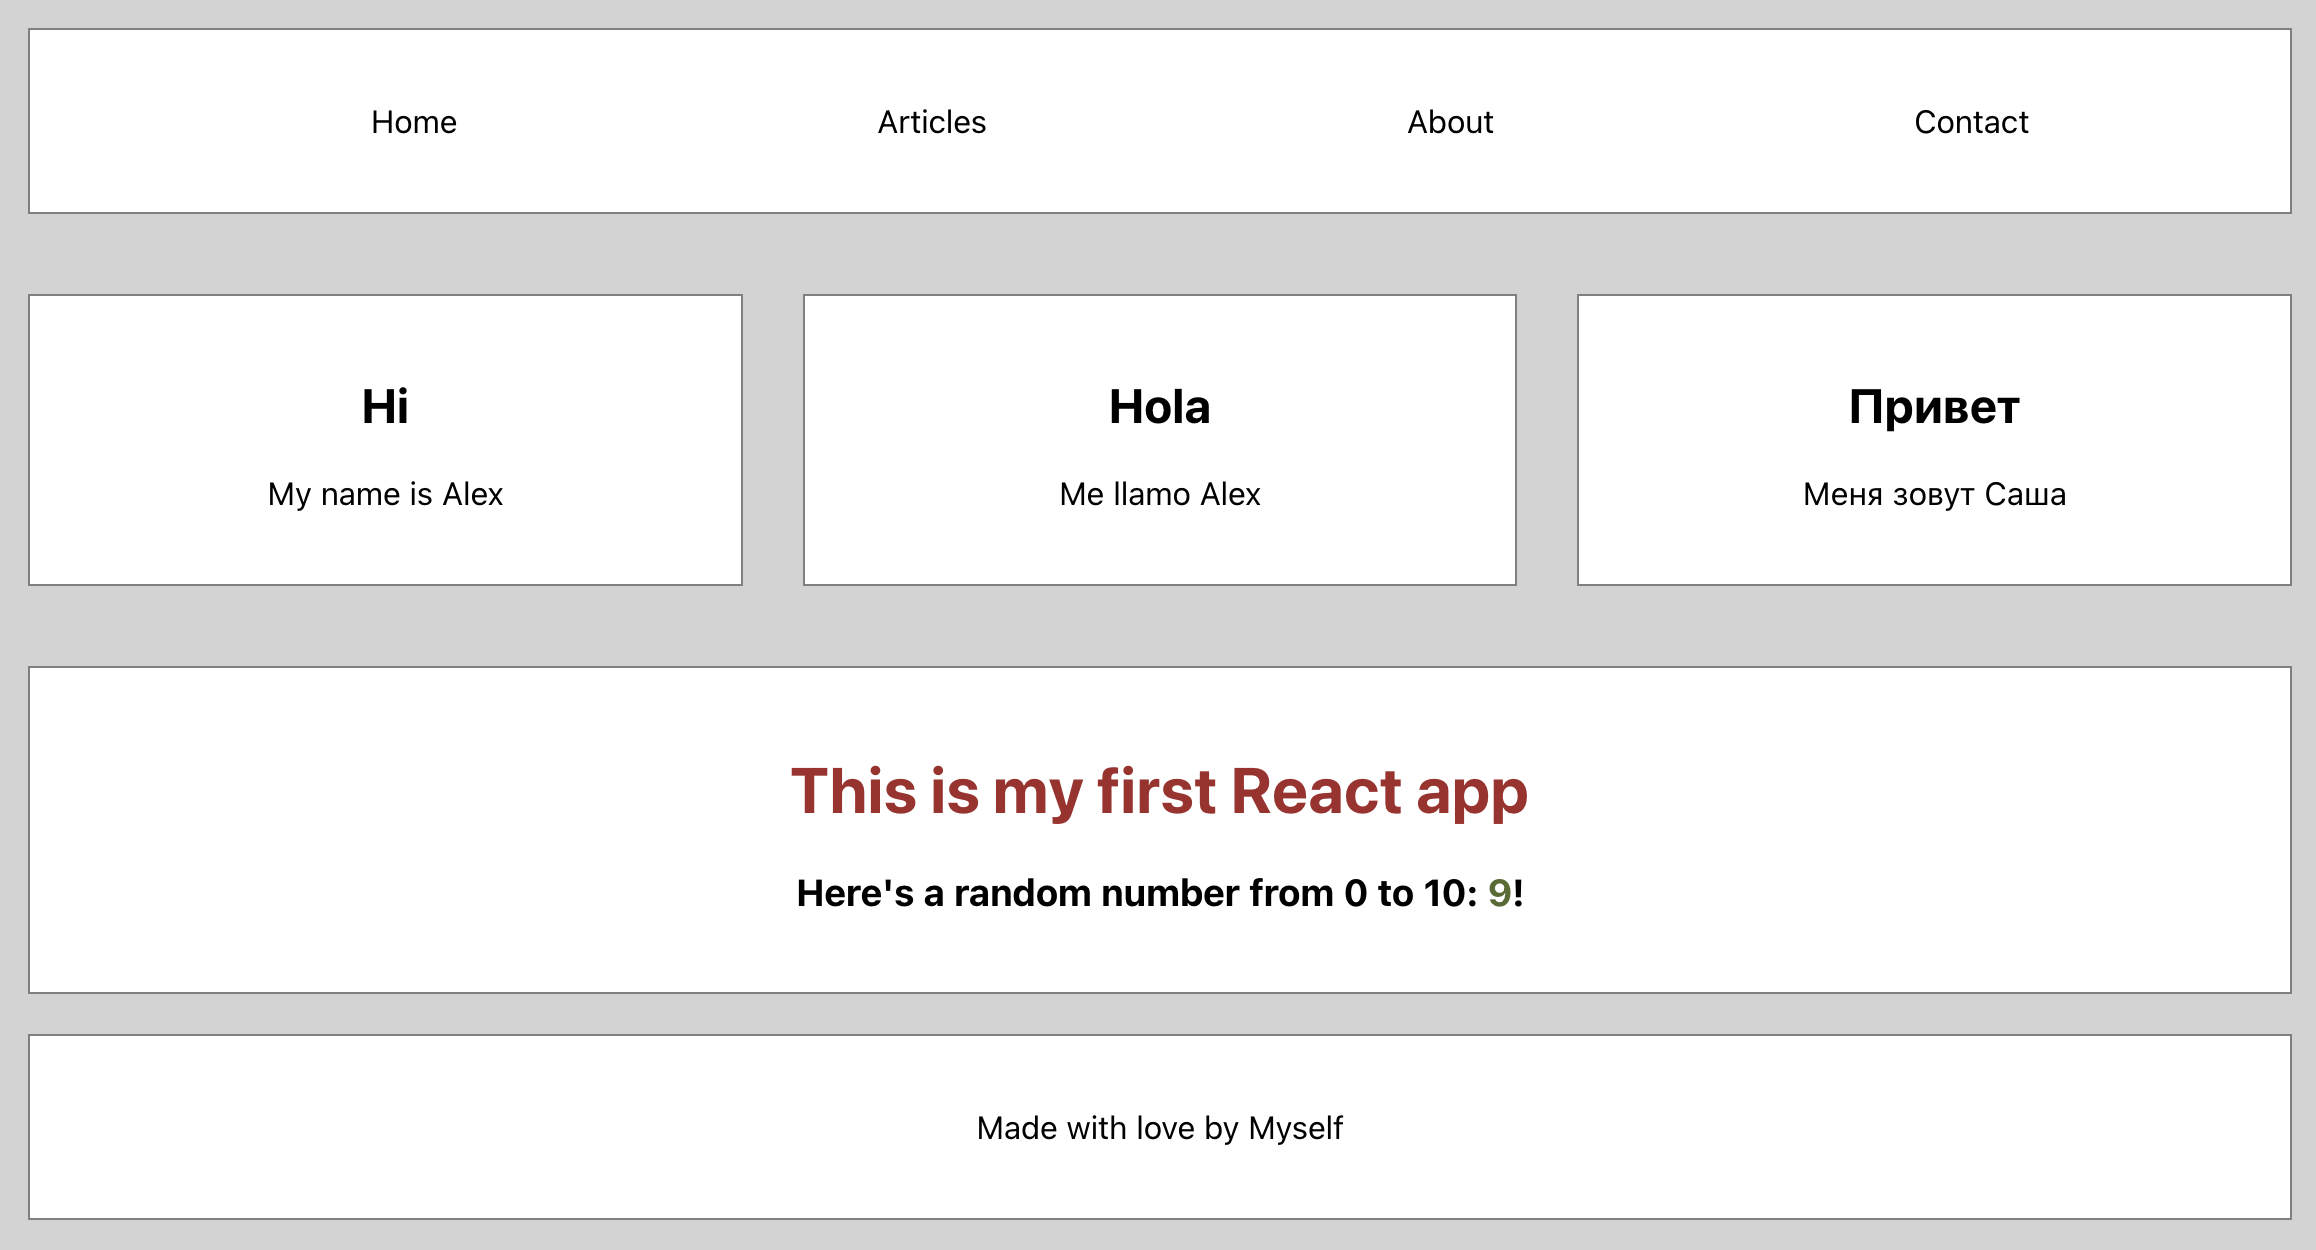 Home Articles About Contact
Hi
My name is Alex
Hola
Me llamo Alex
Привет
Меня зовут Саша
This is my first React app
Here's a random number from 0 to 10: 9!
Made with love by Myself